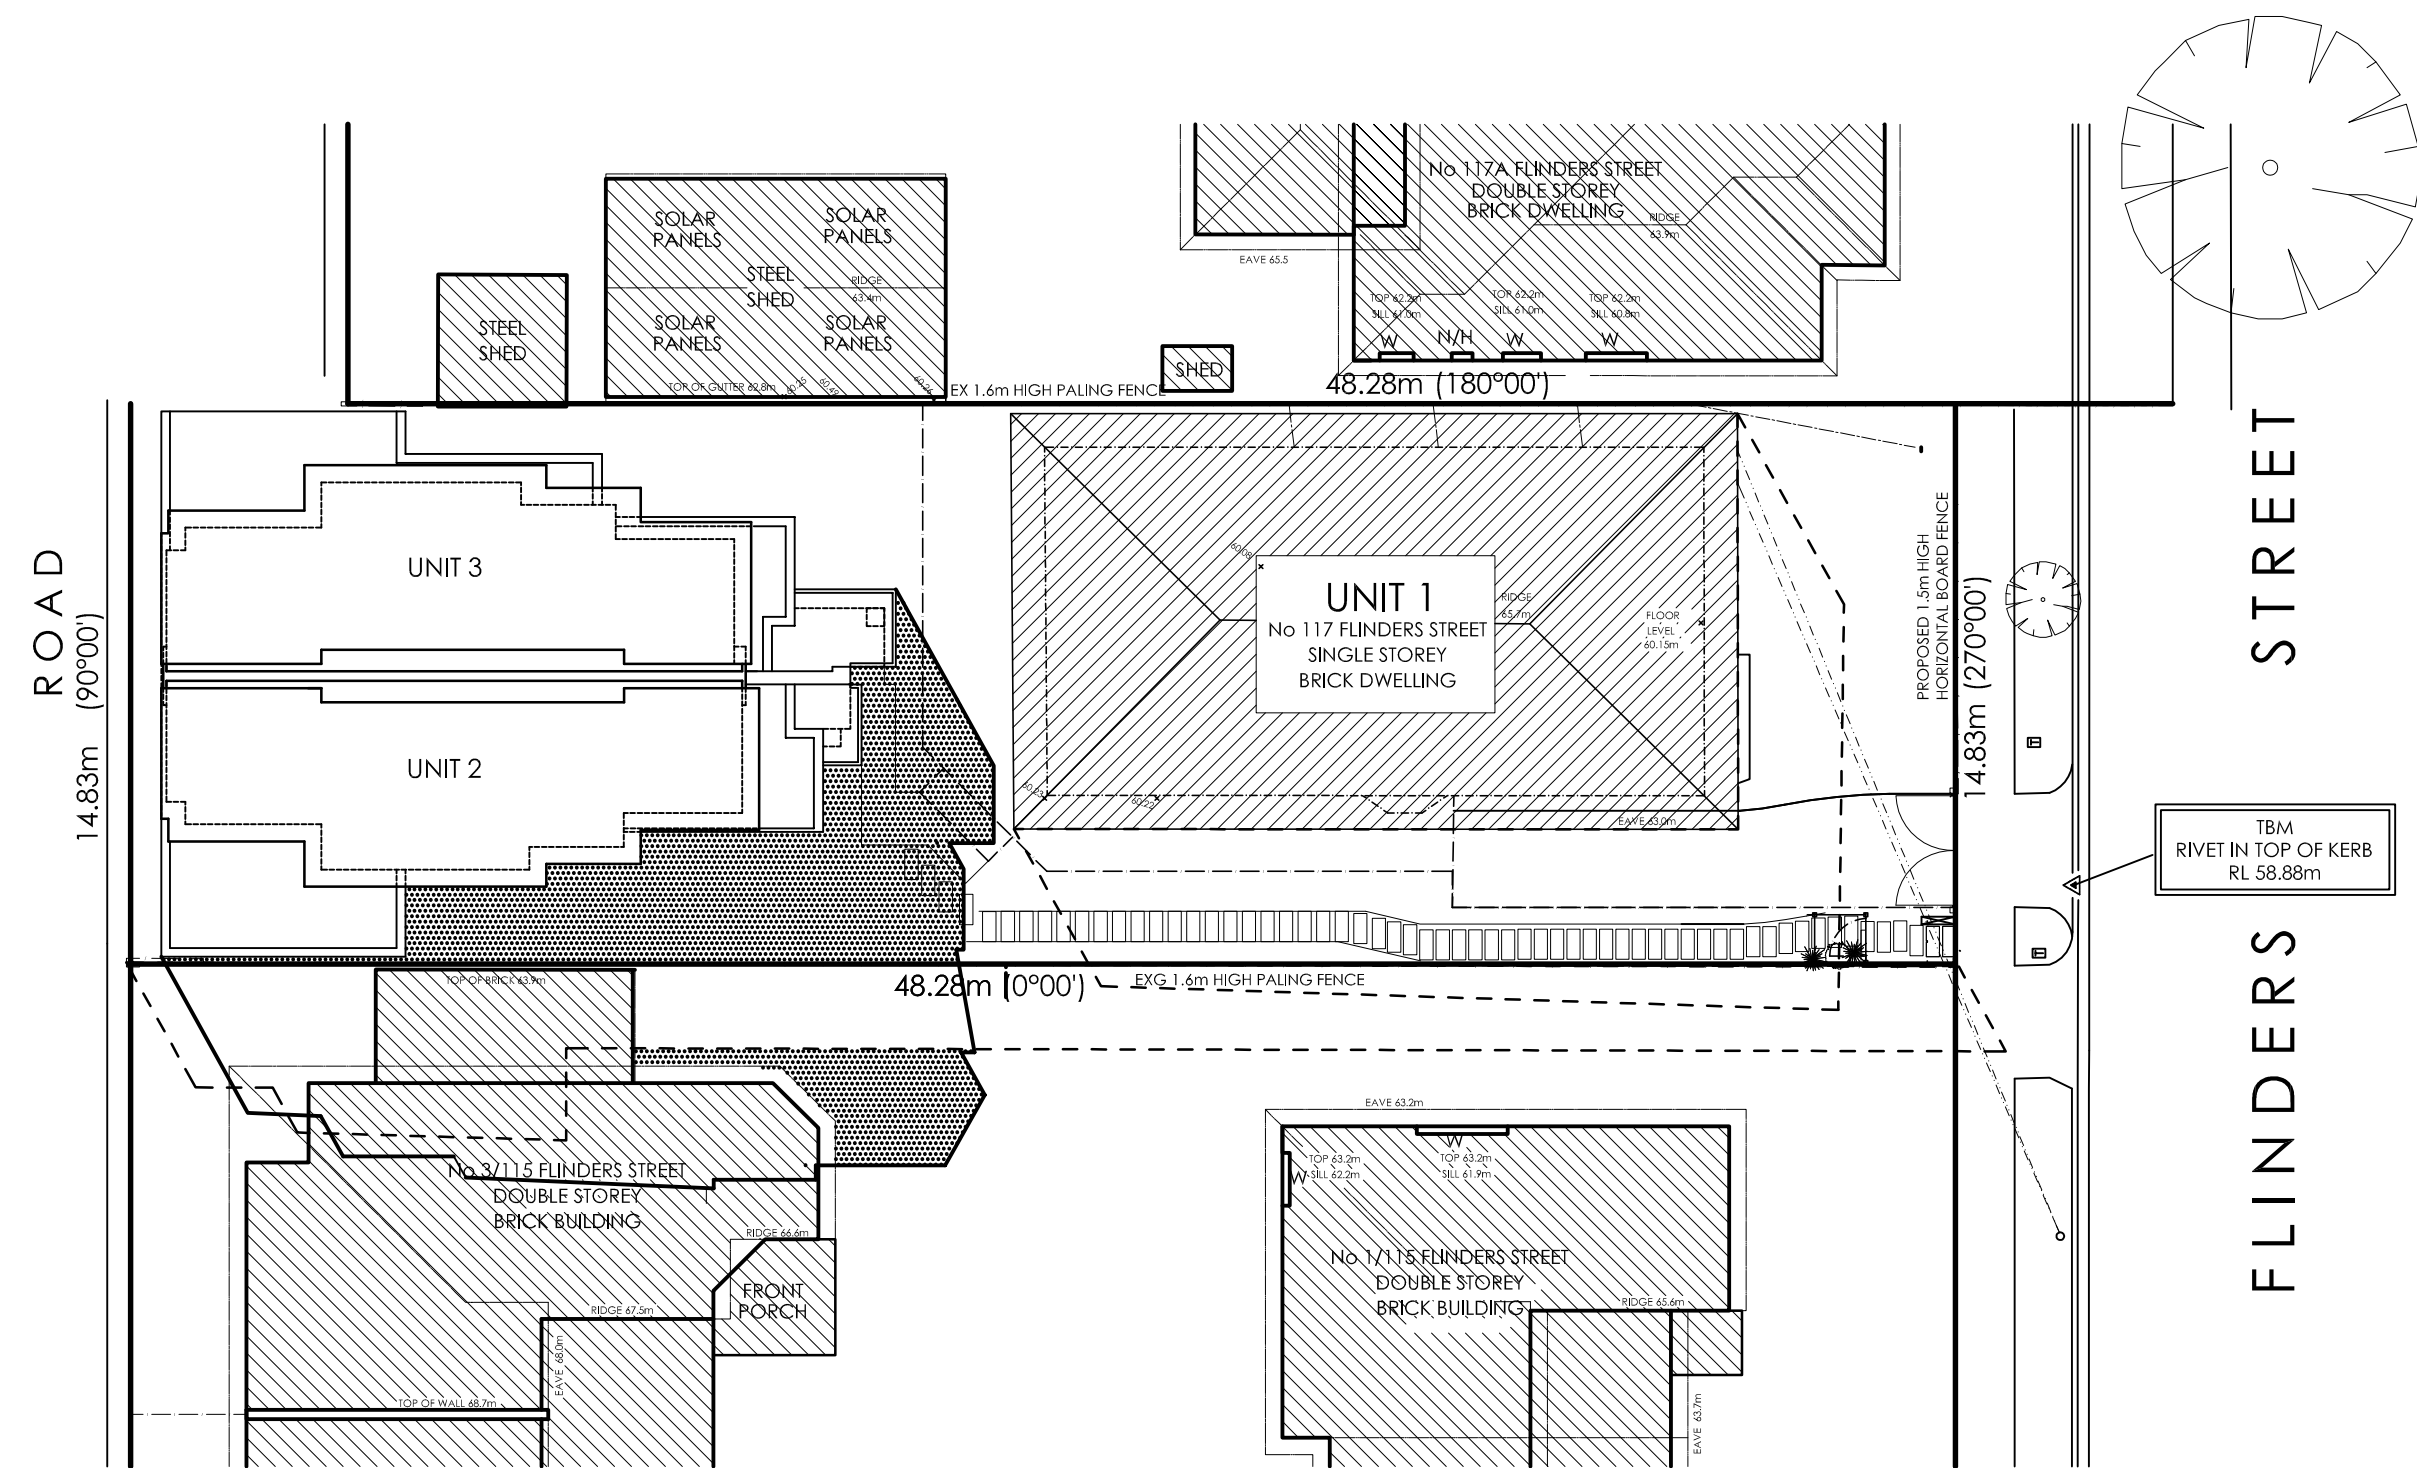 No 117A FLINDERS STREET
DOUBLE STOREY
BRICK DWELLING
RIDGE
63.9m
EAVE 65.5
SOLAR
PANELS
SOLAR
PANELS
STEEL
SHED
RIDGE
63.4m
SOLAR
PANELS
SOLAR
PANELS
TOP OF GUTTER 62.8m
60.49
STEEL
SHED
TOP 62.2m
SILL 61.0m
TOP 62.2m
SILL 61.0m
TOP 62.2m
SILL 60.8m
W
N/H
W
W
SHED
EX 1.6m HIGH PALING FENCE
48.28m (180°00')
ROAD
14.83m (90°00')
UNIT 3
UNIT 2
60.08
UNIT 1
No 117 FLINDERS STREET
SINGLE STOREY
BRICK DWELLING
RIDGE
65.7m
FLOOR
LEVEL
60.15m
60.23
60.22
EAVE 63.0m
PROPOSED 1.5m HIGH
HORIZONTAL BOARD FENCE
14.83m (270°00')
FLINDERS STREET
TBM
RIVET IN TOP OF KERB
RL 58.88m
TOP OF BRICK 63.9m
48.28m (0°00')
EXG 1.6m HIGH PALING FENCE
No 3/115 FLINDERS STREET
DOUBLE STOREY
BRICK BUILDING
RIDGE 66.6m
FRONT
PORCH
RIDGE 67.5m
EAVE 68.0m
TOP OF WALL 68.7m
EAVE 63.2m
W
TOP 63.2m
SILL 62.2m
W
TOP 63.2m
SILL 61.9m
No 1/115 FLINDERS STREET
DOUBLE STOREY
BRICK BUILDING
RIDGE 65.6m
EAVE 63.7m